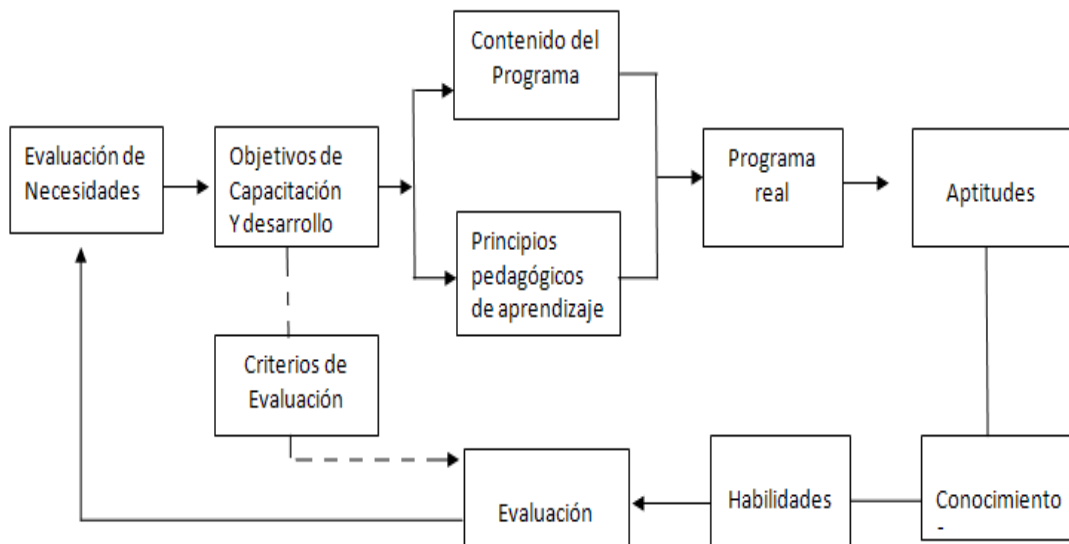 Contenido del
Programa
Evaluación de
Necesidades
Objetivos de
Capacitación
Y desarrollo
Programa
real
Aptitudes
Principios
pedagógicos
de aprendizaje
Criterios de
Evaluación
Evaluación
Habilidades
Conocimiento
-